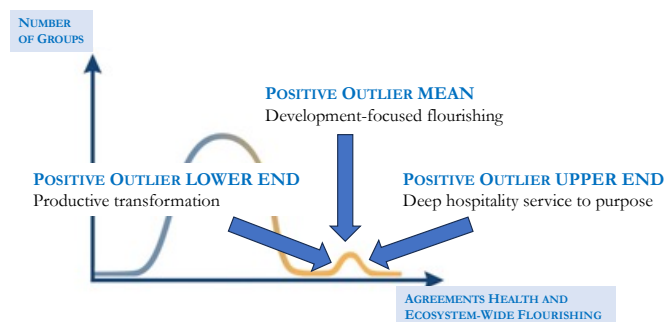 NUMBER
OF GROUPS
POSITIVE OUTLIER MEAN
Development-focused flourishing
POSITIVE OUTLIER LOWER END
Productive transformation
POSITIVE OUTLIER UPPER END
Deep hospitality service to purpose
AGREEMENTS HEALTH AND
ECOSYSTEM-WIDE FLOURISHING